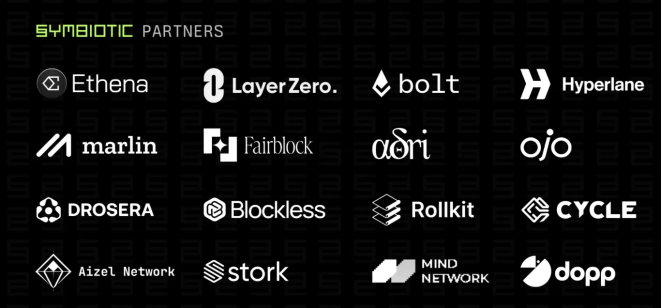 SYMBIOTIC PARTNERS
Ethena
LayerZero.
bolt
Hyperlane
marlin
Fairblock
αδri
ojo
DROSERA
Blockless
Rollkit
CYCLE
Aizel Network
stork
MIND
NETWORK
dopp